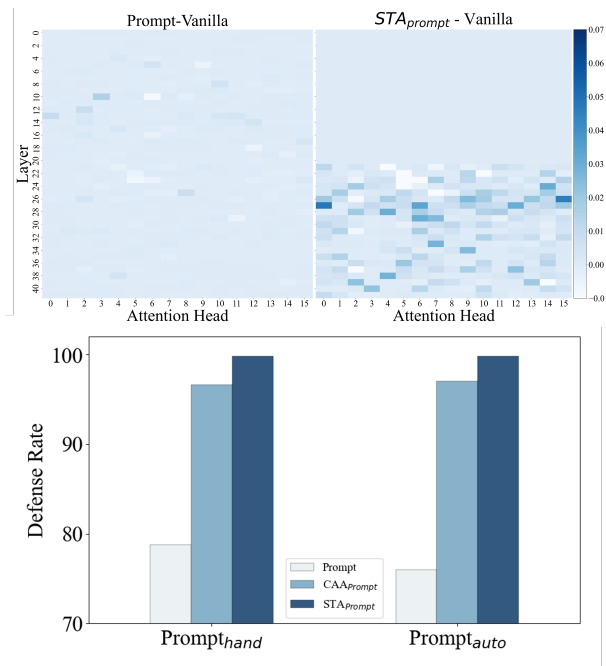 Prompt-Vanilla
STA_prompt - Vanilla
Layer
0
2
4
6
8
10
12
14
16
18
20
22
24
26
28
30
32
34
36
38
40
0 1 2 3 4 5 6 7 8 9 10 11 12 13 14 15
0 1 2 3 4 5 6 7 8 9 10 11 12 13 14 15
Attention Head
Attention Head
0.07
0.06
0.05
0.04
0.03
0.02
0.01
0.00
−0.0
Defense Rate
100
90
80
70
Prompt
CAA_Prompt
STA_Prompt
Prompt_hand
Prompt_auto